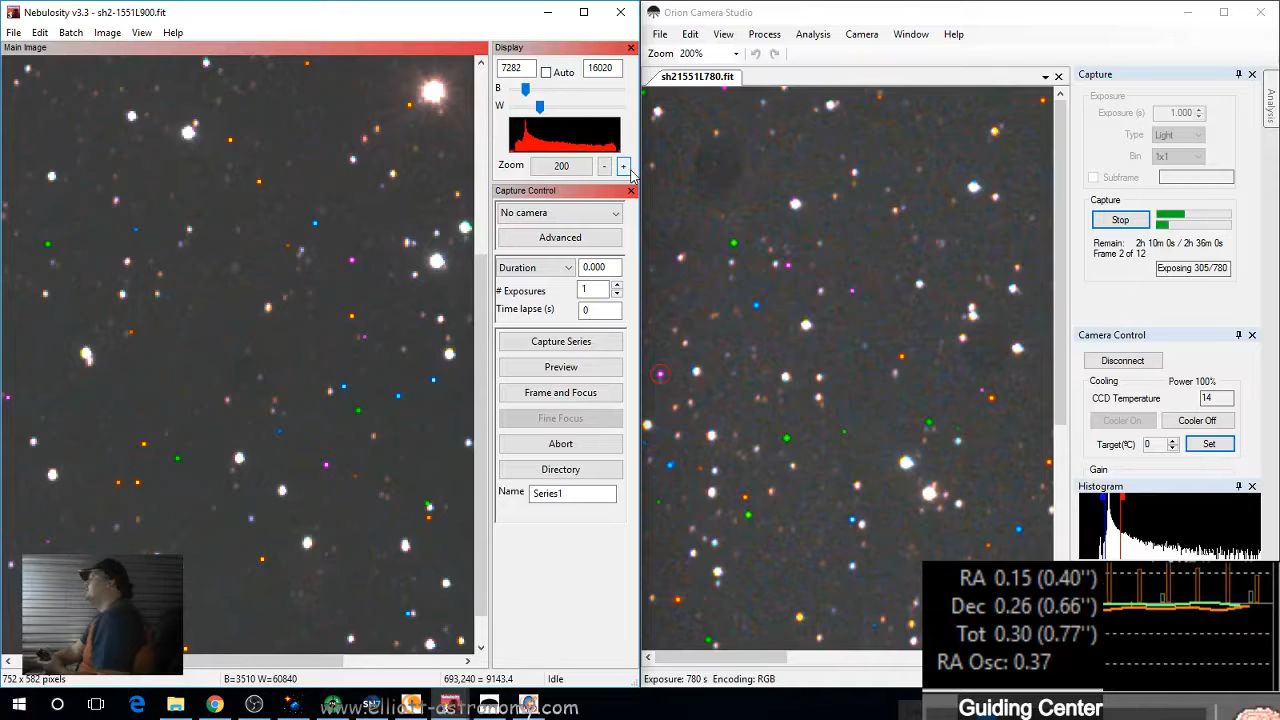 Nebulosity v3.3 - sh2-1551L900.fit
File Edit Batch Image View Help
Main Image
Display
7282 Auto 16020
B
W
Zoom 200 - +
Capture Control
No camera
Advanced
Duration 0.000
# Exposures 1
Time lapse (s) 0
Capture Series
Preview
Frame and Focus
Fine Focus
Abort
Directory
Name Series1
752 x 582 pixels B=3510 W=60840 693,240 = 9143.4 Idle
Orion Camera Studio
File Edit View Process Analysis Camera Window Help
Zoom 200%
sh21551L780.fit
Capture
Analysis
Exposure
Exposure (s) 1.000
Type Light
Bin 1x1
Subframe
Capture
Stop
Remain: 2h 10m 0s / 2h 36m 0s
Frame 2 of 12
Exposing 305/780
Camera Control
Disconnect
Cooling Power 100%
CCD Temperature 14
Cooler On Cooler Off
Target(ºC) 0 Set
Gain
Histogram
RA 0.15 (0.40")
Dec 0.26 (0.66")
Tot 0.30 (0.77")
RA Osc: 0.37
Exposure: 780 s Encoding: RGB
Guiding Center
www.elliott-astronomy.com